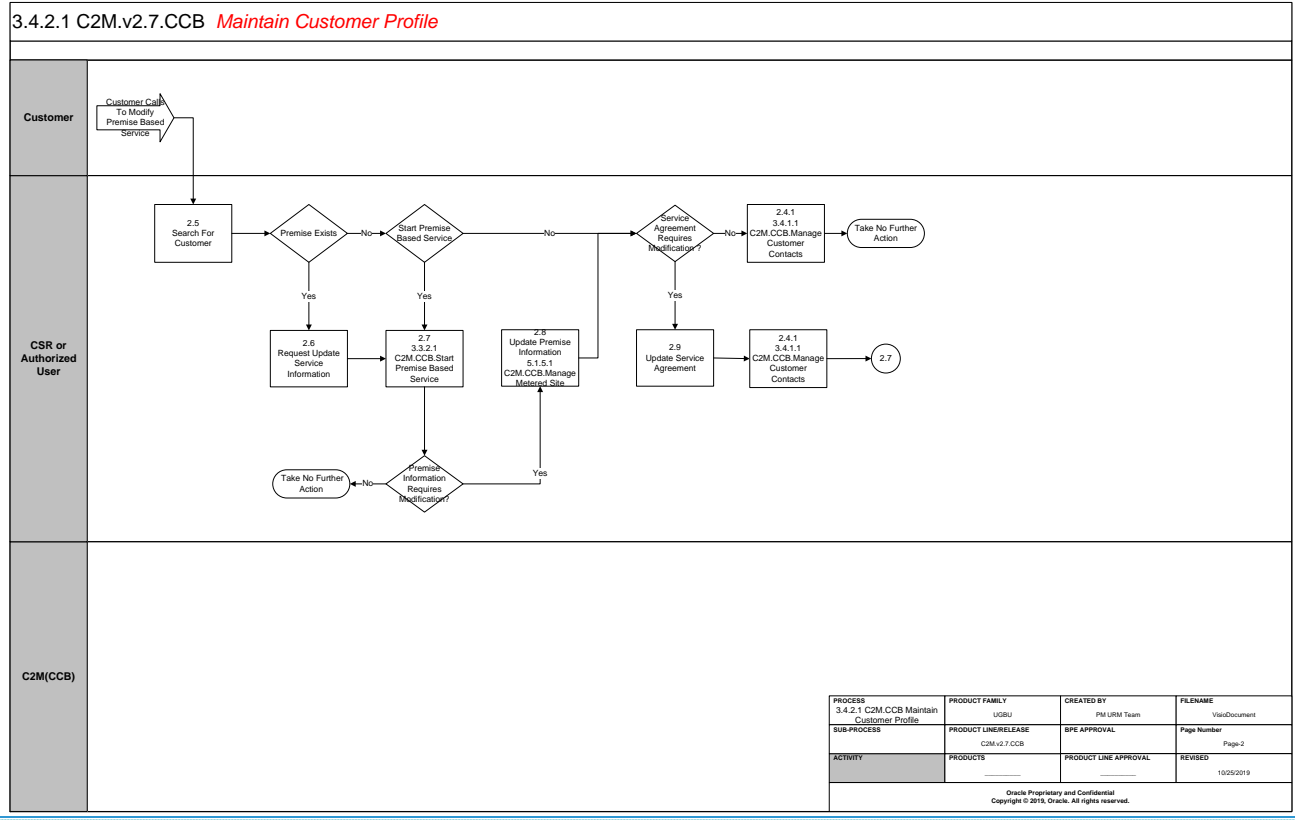 3.4.2.1 C2M.v2.7.CCB Maintain Customer Profile
Customer
Customer Calls
To Modify
Premise Based
Service
CSR or
Authorized
User
2.5
Search For
Customer
Premise Exists
No
Start Premise
Based Service
No
Service
Agreement
Requires
Modification ?
No
2.4.1
3.4.1.1
C2M.CCB.Manage
Customer
Contacts
Take No Further
Action
Yes
Yes
Yes
2.6
Request Update
Service
Information
2.7
3.3.2.1
C2M.CCB.Start
Premise Based
Service
2.8
Update Premise
Information
5.1.5.1
C2M.CCB.Manage
Metered Site
2.9
Update Service
Agreement
2.4.1
3.4.1.1
C2M.CCB.Manage
Customer
Contacts
2.7
Take No Further
Action
No
Premise
Information
Requires
Modification?
Yes
C2M(CCB)
PROCESS
3.4.2.1 C2M.CCB Maintain
Customer Profile
PRODUCT FAMILY
UGBU
CREATED BY
PM URM Team
FILENAME
VisioDocument
SUB-PROCESS
PRODUCT LINE/RELEASE
C2M.v2.7.CCB
BPE APPROVAL
Page Number
Page-2
ACTIVITY
PRODUCTS
___________
PRODUCT LINE APPROVAL
___________
REVISED
10/25/2019
Oracle Proprietary and Confidential
Copyright © 2019, Oracle. All rights reserved.